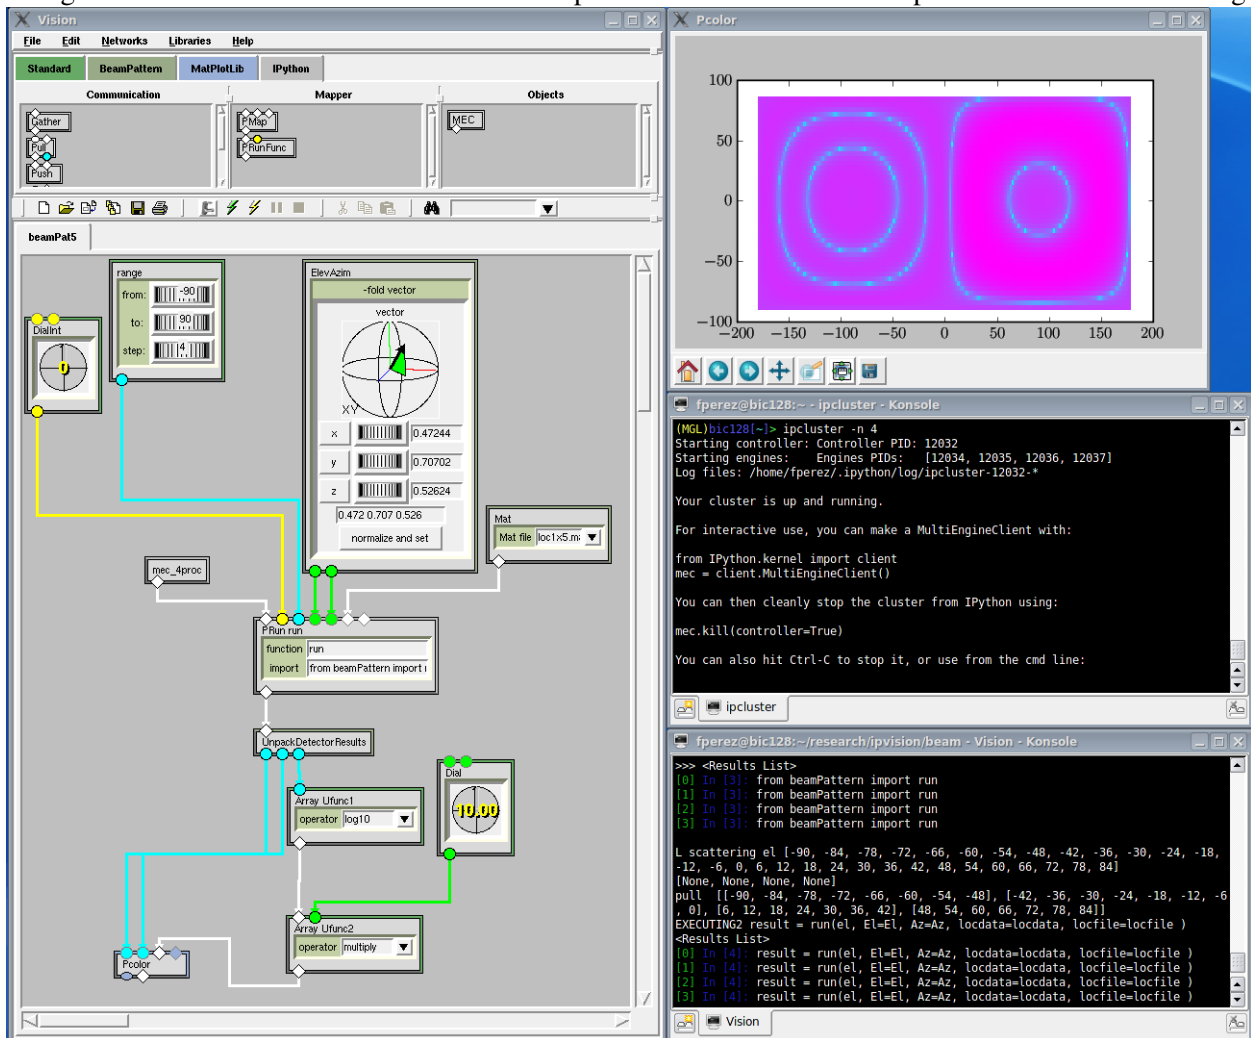 Vision
File Edit Networks Libraries Help
Standard BeamPattern MatPlotLib IPython
Communication Mapper Objects
Gather
Pull
Push
PMap
PRunFunc
MEC
beamPat5
range
from: -90
to: 90
step: 4
DialInt
0
ElevAzim
-fold vector
vector
XY
x 0.47244
y 0.70702
z 0.52624
0.472 0.707 0.526
normalize and set
Mat
Mat file loc1x5.m
mec_4proc
PRun run
function run
import from beamPattern import
UnpackDetectorResults
Array Ufunc1
operator log10
Dial
10.00
Array Ufunc2
operator multiply
Pcolor
Pcolor
100
50
0
−50
−100
−200 −150 −100 −50 0 50 100 150 200
fperez@bic128:~ - ipcluster - Konsole
(MGL)bic128[~]> ipcluster -n 4
Starting controller: Controller PID: 12032
Starting engines: Engines PIDs: [12034, 12035, 12036, 12037]
Log files: /home/fperez/.ipython/log/ipcluster-12032-*
Your cluster is up and running.
For interactive use, you can make a MultiEngineClient with:
from IPython.kernel import client
mec = client.MultiEngineClient()
You can then cleanly stop the cluster from IPython using:
mec.kill(controller=True)
You can also hit Ctrl-C to stop it, or use from the cmd line:
ipcluster
fperez@bic128:~/research/ipvision/beam - Vision - Konsole
>>> <Results List>
[0] In [3]: from beamPattern import run
[1] In [3]: from beamPattern import run
[2] In [3]: from beamPattern import run
[3] In [3]: from beamPattern import run
L scattering el [-90, -84, -78, -72, -66, -60, -54, -48, -42, -36, -30, -24, -18,
-12, -6, 0, 6, 12, 18, 24, 30, 36, 42, 48, 54, 60, 66, 72, 78, 84]
[None, None, None, None]
pull [[-90, -84, -78, -72, -66, -60, -54, -48], [-42, -36, -30, -24, -18, -12, -6
, 0], [6, 12, 18, 24, 30, 36, 42], [48, 54, 60, 66, 72, 78, 84]]
EXECUTING2 result = run(el, El=El, Az=Az, locdata=locdata, locfile=locfile )
<Results List>
[0] In [4]: result = run(el, El=El, Az=Az, locdata=locdata, locfile=locfile )
[1] In [4]: result = run(el, El=El, Az=Az, locdata=locdata, locfile=locfile )
[2] In [4]: result = run(el, El=El, Az=Az, locdata=locdata, locfile=locfile )
[3] In [4]: result = run(el, El=El, Az=Az, locdata=locdata, locfile=locfile )
Vision